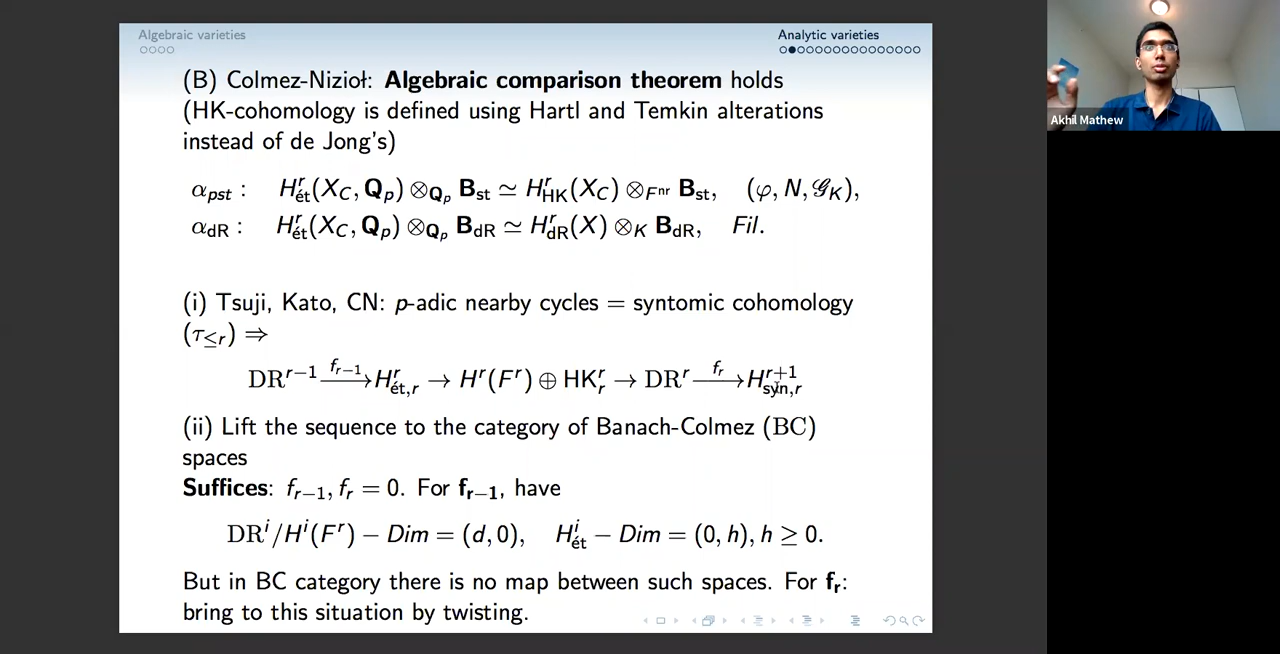 Algebraic varieties
Analytic varieties
(B) Colmez-Nizioł: Algebraic comparison theorem holds
(HK-cohomology is defined using Hartl and Temkin alterations
instead of de Jong's)
α_pst : H^r_ét(X_C, Q_p) ⊗_{Q_p} B_st ≃ H^r_HK(X_C) ⊗_{F^nr} B_st, (φ, N, 𝒢_K),
α_dR : H^r_ét(X_C, Q_p) ⊗_{Q_p} B_dR ≃ H^r_dR(X) ⊗_K B_dR, Fil.
(i) Tsuji, Kato, CN: p-adic nearby cycles = syntomic cohomology
(τ_{≤r}) ⇒
DR^{r−1} —f_{r−1}→ H^r_{ét,r} → H^r(F^r) ⊕ HK^r_r → DR^r —f_r→ H^{r+1}_{syn,r}
(ii) Lift the sequence to the category of Banach-Colmez (BC)
spaces
Suffices: f_{r−1}, f_r = 0. For f_{r−1}, have
DR^i/H^i(F^r) − Dim = (d, 0), H^i_ét − Dim = (0, h), h ≥ 0.
But in BC category there is no map between such spaces. For f_r:
bring to this situation by twisting.
Akhil Mathew